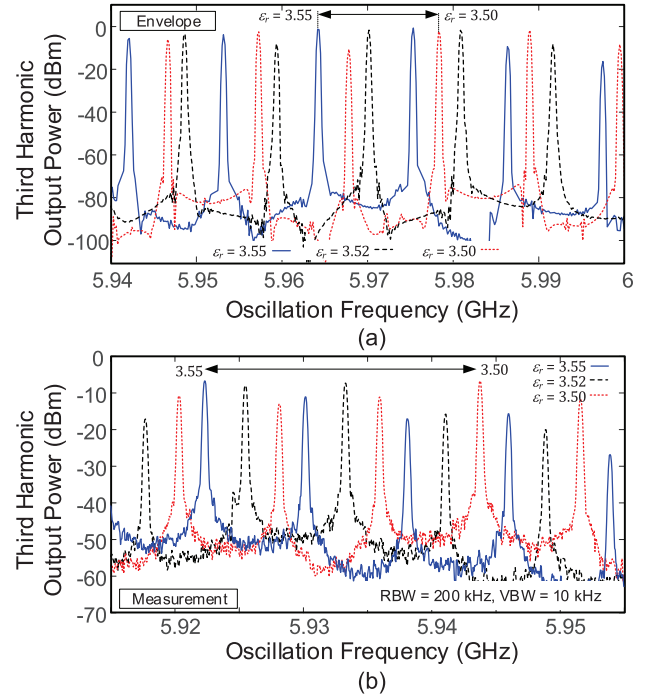 Envelope
εr = 3.55
εr = 3.50
Third Harmonic
Output Power (dBm)
0
-20
-40
-60
-80
-100
εr = 3.55
εr = 3.52
εr = 3.50
5.94
5.95
5.96
5.97
5.98
5.99
6
Oscillation Frequency (GHz)
(a)
Third Harmonic
Output Power (dBm)
0
-10
-20
-30
-40
-50
-60
-70
3.55
3.50
εr = 3.55
εr = 3.52
εr = 3.50
Measurement
RBW = 200 kHz, VBW = 10 kHz
5.92
5.93
5.94
5.95
Oscillation Frequency (GHz)
(b)